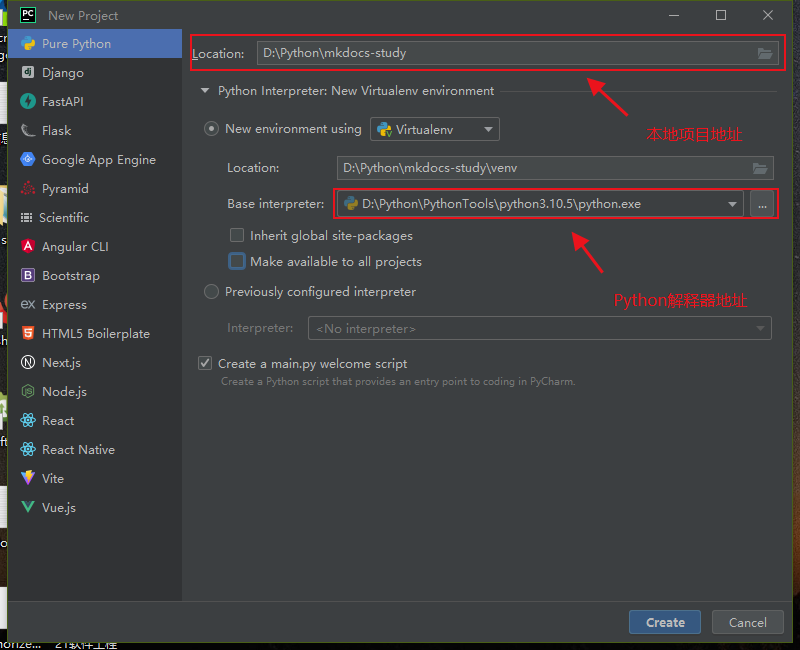 PC New Project
Pure Python
Django
FastAPI
Flask
Google App Engine
Pyramid
Scientific
Angular CLI
Bootstrap
Express
HTML5 Boilerplate
Next.js
Node.js
React
React Native
Vite
Vue.js
Location: D:\Python\mkdocs-study
Python Interpreter: New Virtualenv environment
本地项目地址
New environment using Virtualenv
Location: D:\Python\mkdocs-study\venv
Base interpreter: D:\Python\PythonTools\python3.10.5\python.exe ...
Inherit global site-packages
Make available to all projects
Python解释器地址
Previously configured interpreter
Interpreter: <No interpreter>
Create a main.py welcome script
Create a Python script that provides an entry point to coding in PyCharm.
Create Cancel